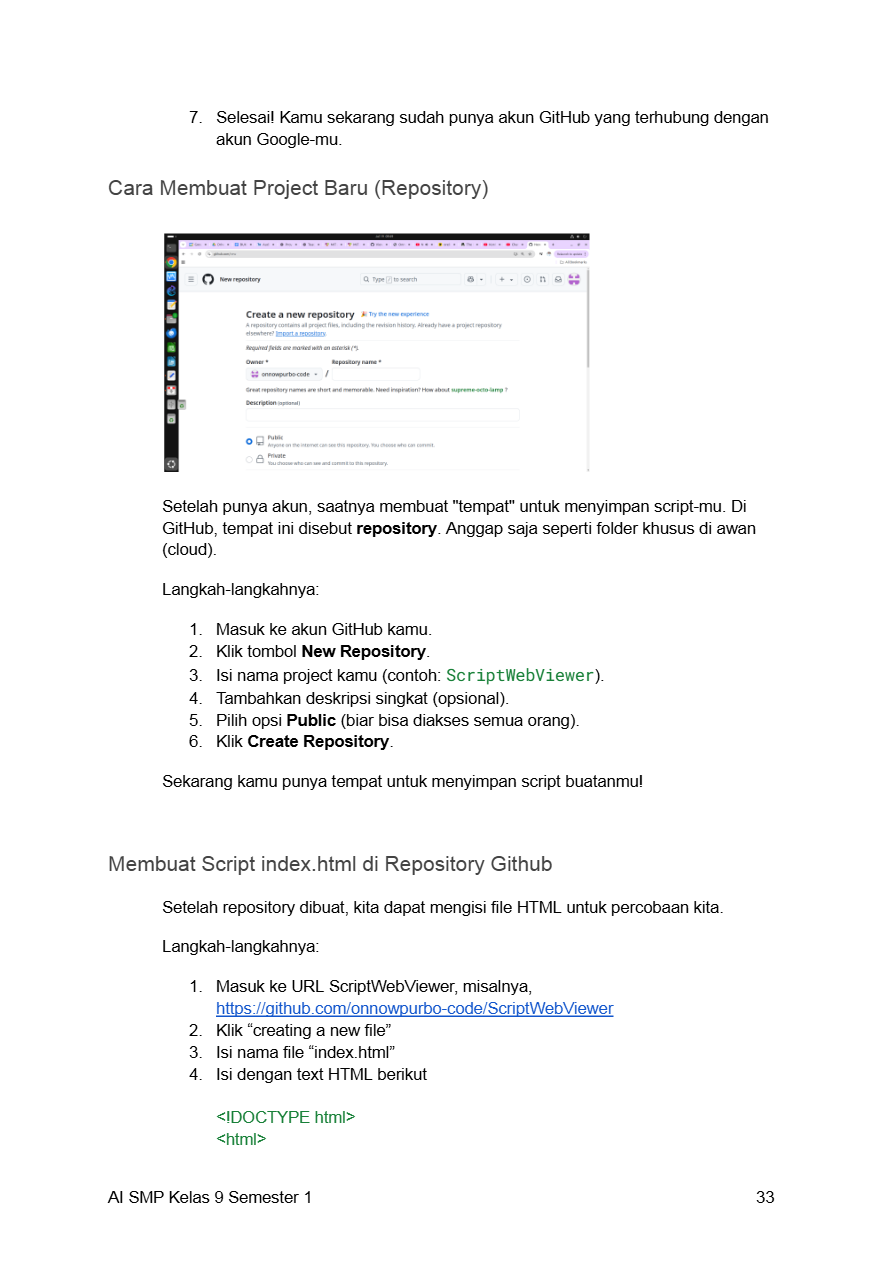 7. Selesai! Kamu sekarang sudah punya akun GitHub yang terhubung dengan
akun Google-mu.
Cara Membuat Project Baru (Repository)
New repository
Type / to search
Create a new repository
Try the new experience
A repository contains all project files, including the revision history. Already have a project repository
elsewhere? Import a repository.
Required fields are marked with an asterisk (*).
Owner *
Repository name *
onnowpurbo-code
/
Great repository names are short and memorable. Need inspiration? How about supreme-octo-lamp ?
Description (optional)
Public
Anyone on the internet can see this repository. You choose who can commit.
Private
You choose who can see and commit to this repository.
Setelah punya akun, saatnya membuat "tempat" untuk menyimpan script-mu. Di
GitHub, tempat ini disebut repository. Anggap saja seperti folder khusus di awan
(cloud).
Langkah-langkahnya:
1. Masuk ke akun GitHub kamu.
2. Klik tombol New Repository.
3. Isi nama project kamu (contoh: ScriptWebViewer).
4. Tambahkan deskripsi singkat (opsional).
5. Pilih opsi Public (biar bisa diakses semua orang).
6. Klik Create Repository.
Sekarang kamu punya tempat untuk menyimpan script buatanmu!
Membuat Script index.html di Repository Github
Setelah repository dibuat, kita dapat mengisi file HTML untuk percobaan kita.
Langkah-langkahnya:
1. Masuk ke URL ScriptWebViewer, misalnya,
https://github.com/onnowpurbo-code/ScriptWebViewer
2. Klik “creating a new file”
3. Isi nama file “index.html”
4. Isi dengan text HTML berikut
<!DOCTYPE html>
<html>
AI SMP Kelas 9 Semester 1
33